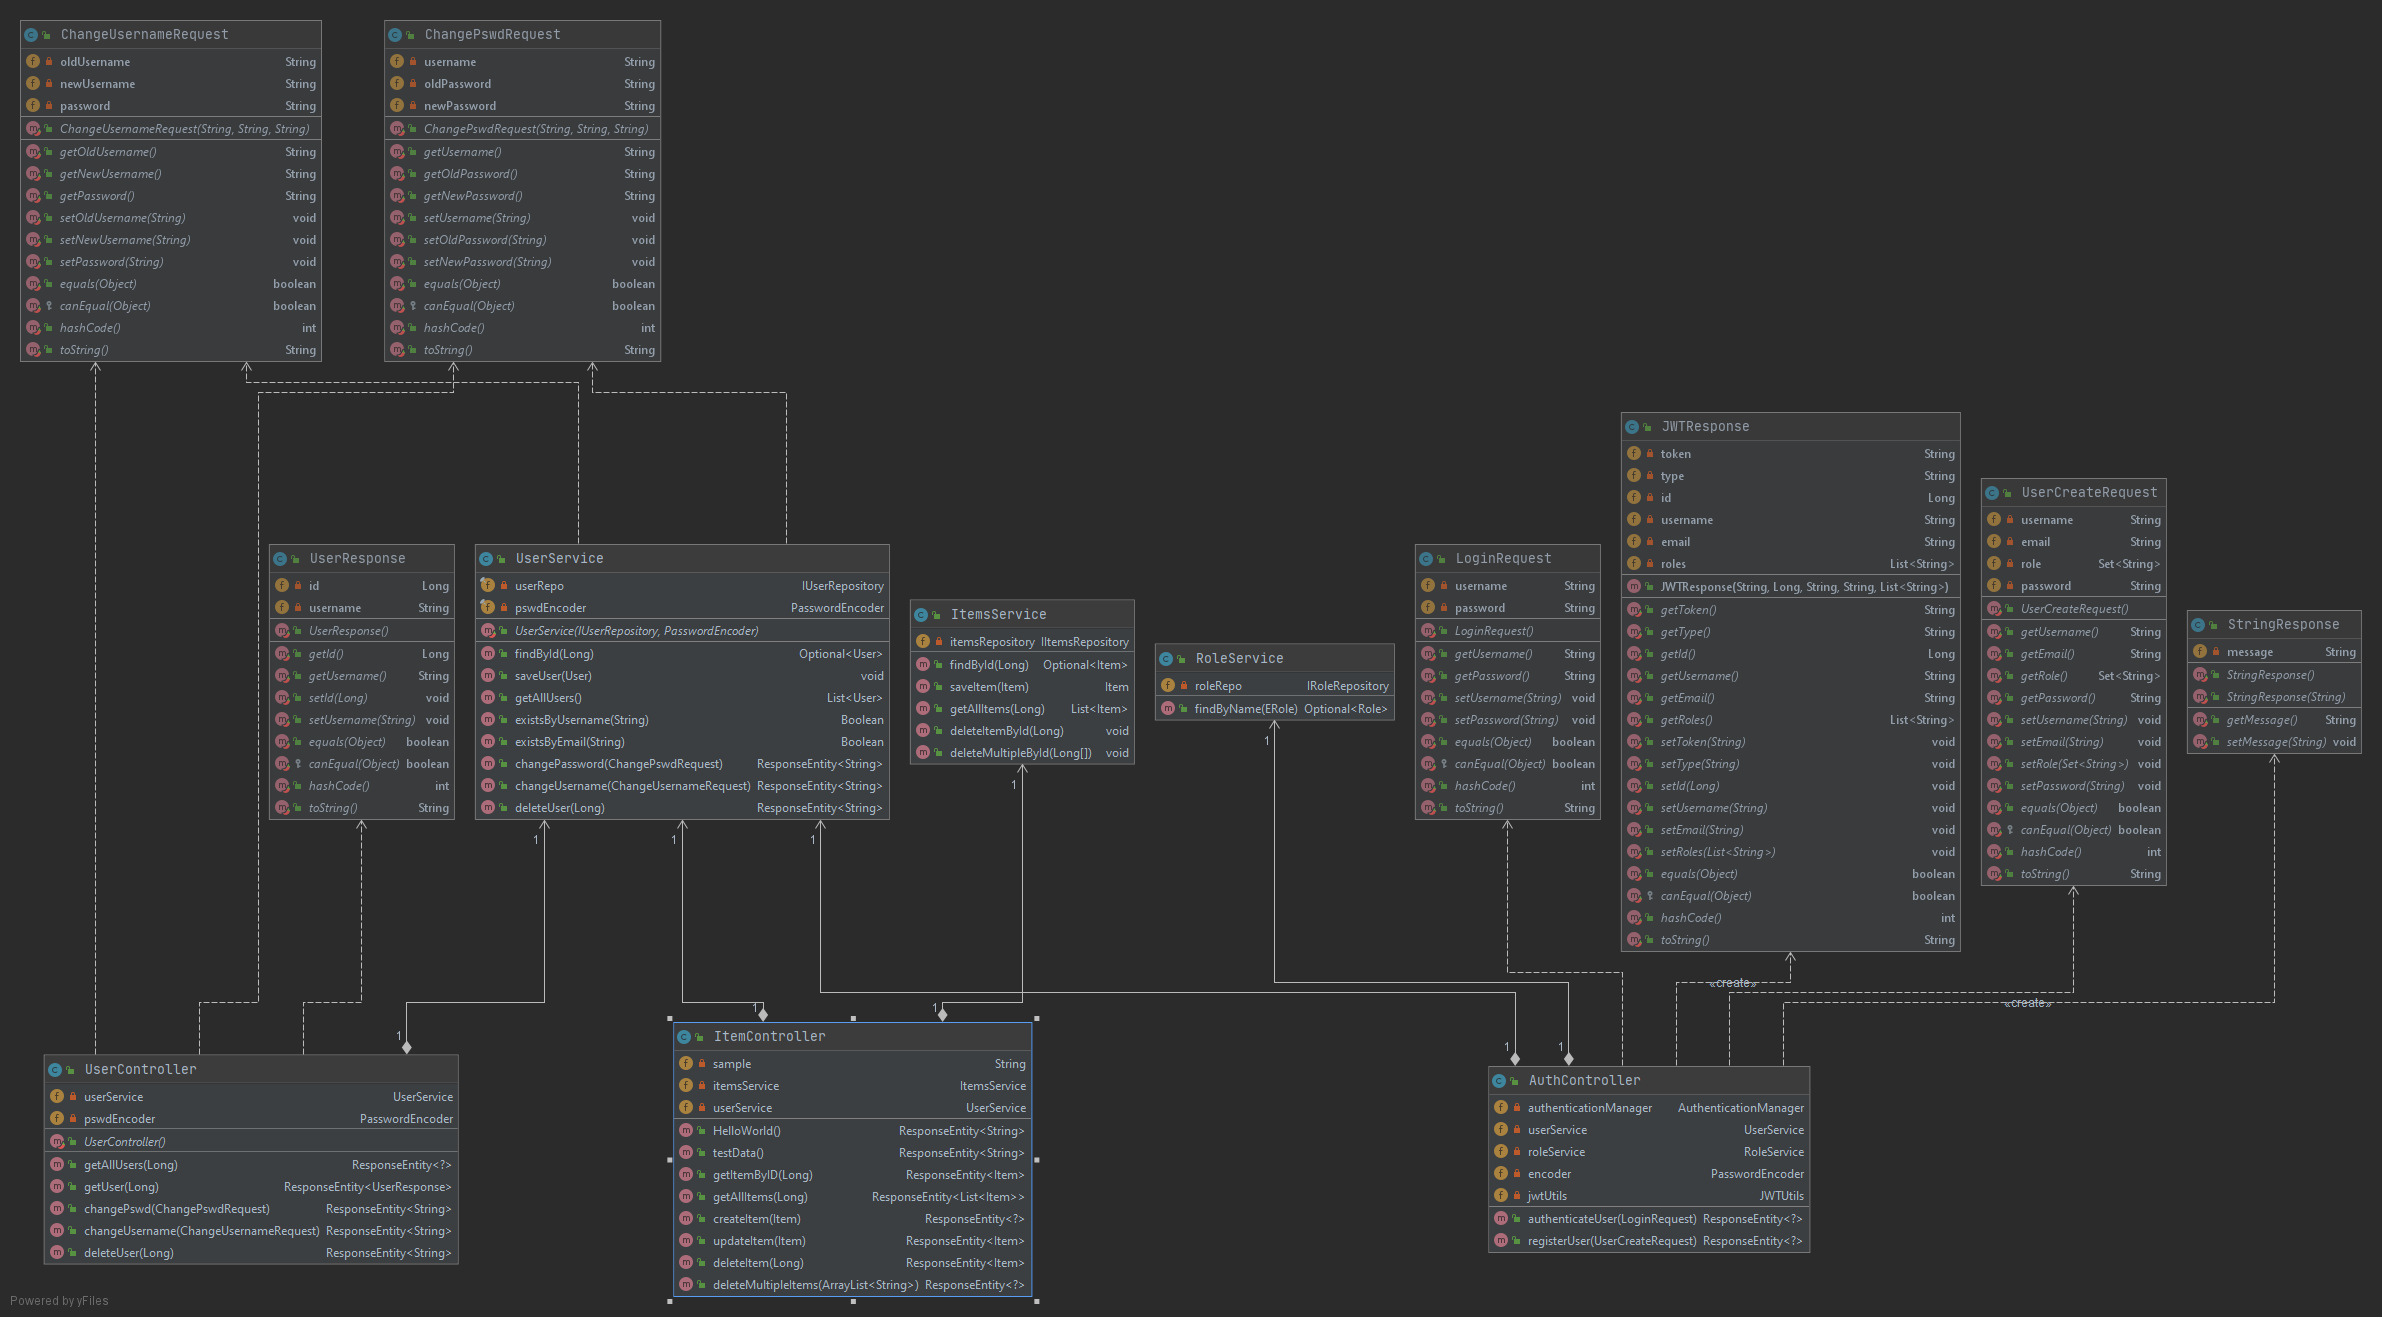 ChangeUsernameRequest
oldUsername String
newUsername String
password String
ChangeUsernameRequest(String, String, String)
getOldUsername() String
getNewUsername() String
getPassword() String
setOldUsername(String) void
setNewUsername(String) void
setPassword(String) void
equals(Object) boolean
canEqual(Object) boolean
hashCode() int
toString() String
ChangePswdRequest
username String
oldPassword String
newPassword String
ChangePswdRequest(String, String, String)
getUsername() String
getOldPassword() String
getNewPassword() String
setUsername(String) void
setOldPassword(String) void
setNewPassword(String) void
equals(Object) boolean
canEqual(Object) boolean
hashCode() int
toString() String
UserResponse
id Long
username String
UserResponse()
getId() Long
getUsername() String
setId(Long) void
setUsername(String) void
equals(Object) boolean
canEqual(Object) boolean
hashCode() int
toString() String
UserService
userRepo IUserRepository
pswdEncoder PasswordEncoder
UserService(IUserRepository, PasswordEncoder)
findById(Long) Optional<User>
saveUser(User) void
getAllUsers() List<User>
existsByUsername(String) Boolean
existsByEmail(String) Boolean
changePassword(ChangePswdRequest) ResponseEntity<String>
changeUsername(ChangeUsernameRequest) ResponseEntity<String>
deleteUser(Long) ResponseEntity<String>
ItemsService
itemsRepository IItemsRepository
findById(Long) Optional<Item>
saveItem(Item) Item
getAllItems(Long) List<Item>
deleteItemById(Long) void
deleteMultipleById(Long[]) void
RoleService
roleRepo IRoleRepository
findByName(ERole) Optional<Role>
LoginRequest
username String
password String
LoginRequest()
getUsername() String
getPassword() String
setUsername(String) void
setPassword(String) void
equals(Object) boolean
canEqual(Object) boolean
hashCode() int
toString() String
JWTResponse
token String
type String
id Long
username String
email String
roles List<String>
JWTResponse(String, Long, String, String, List<String>)
getToken() String
getType() String
getId() Long
getUsername() String
getEmail() String
getRoles() List<String>
setToken(String) void
setType(String) void
setId(Long) void
setUsername(String) void
setEmail(String) void
setRoles(List<String>) void
equals(Object) boolean
canEqual(Object) boolean
hashCode() int
toString() String
UserCreateRequest
username String
email String
role Set<String>
password String
UserCreateRequest()
getUsername() String
getEmail() String
getRole() Set<String>
getPassword() String
setUsername(String) void
setEmail(String) void
setRole(Set<String>) void
setPassword(String) void
equals(Object) boolean
canEqual(Object) boolean
hashCode() int
toString() String
StringResponse
message String
StringResponse()
StringResponse(String)
getMessage() String
setMessage(String) void
1
1
1
1
1
«create»
«create»
1
1
1
1
1
UserController
userService UserService
pswdEncoder PasswordEncoder
UserController()
getAllUsers(Long) ResponseEntity<?>
getUser(Long) ResponseEntity<UserResponse>
changePswd(ChangePswdRequest) ResponseEntity<String>
changeUsername(ChangeUsernameRequest) ResponseEntity<String>
deleteUser(Long) ResponseEntity<String>
ItemController
sample String
itemsService ItemsService
userService UserService
HelloWorld() ResponseEntity<String>
testData() ResponseEntity<String>
getItemByID(Long) ResponseEntity<Item>
getAllItems(Long) ResponseEntity<List<Item>>
createItem(Item) ResponseEntity<?>
updateItem(Item) ResponseEntity<Item>
deleteItem(Long) ResponseEntity<Item>
deleteMultipleItems(ArrayList<String>) ResponseEntity<?>
AuthController
authenticationManager AuthenticationManager
userService UserService
roleService RoleService
encoder PasswordEncoder
jwtUtils JWTUtils
authenticateUser(LoginRequest) ResponseEntity<?>
registerUser(UserCreateRequest) ResponseEntity<?>
Powered by yFiles